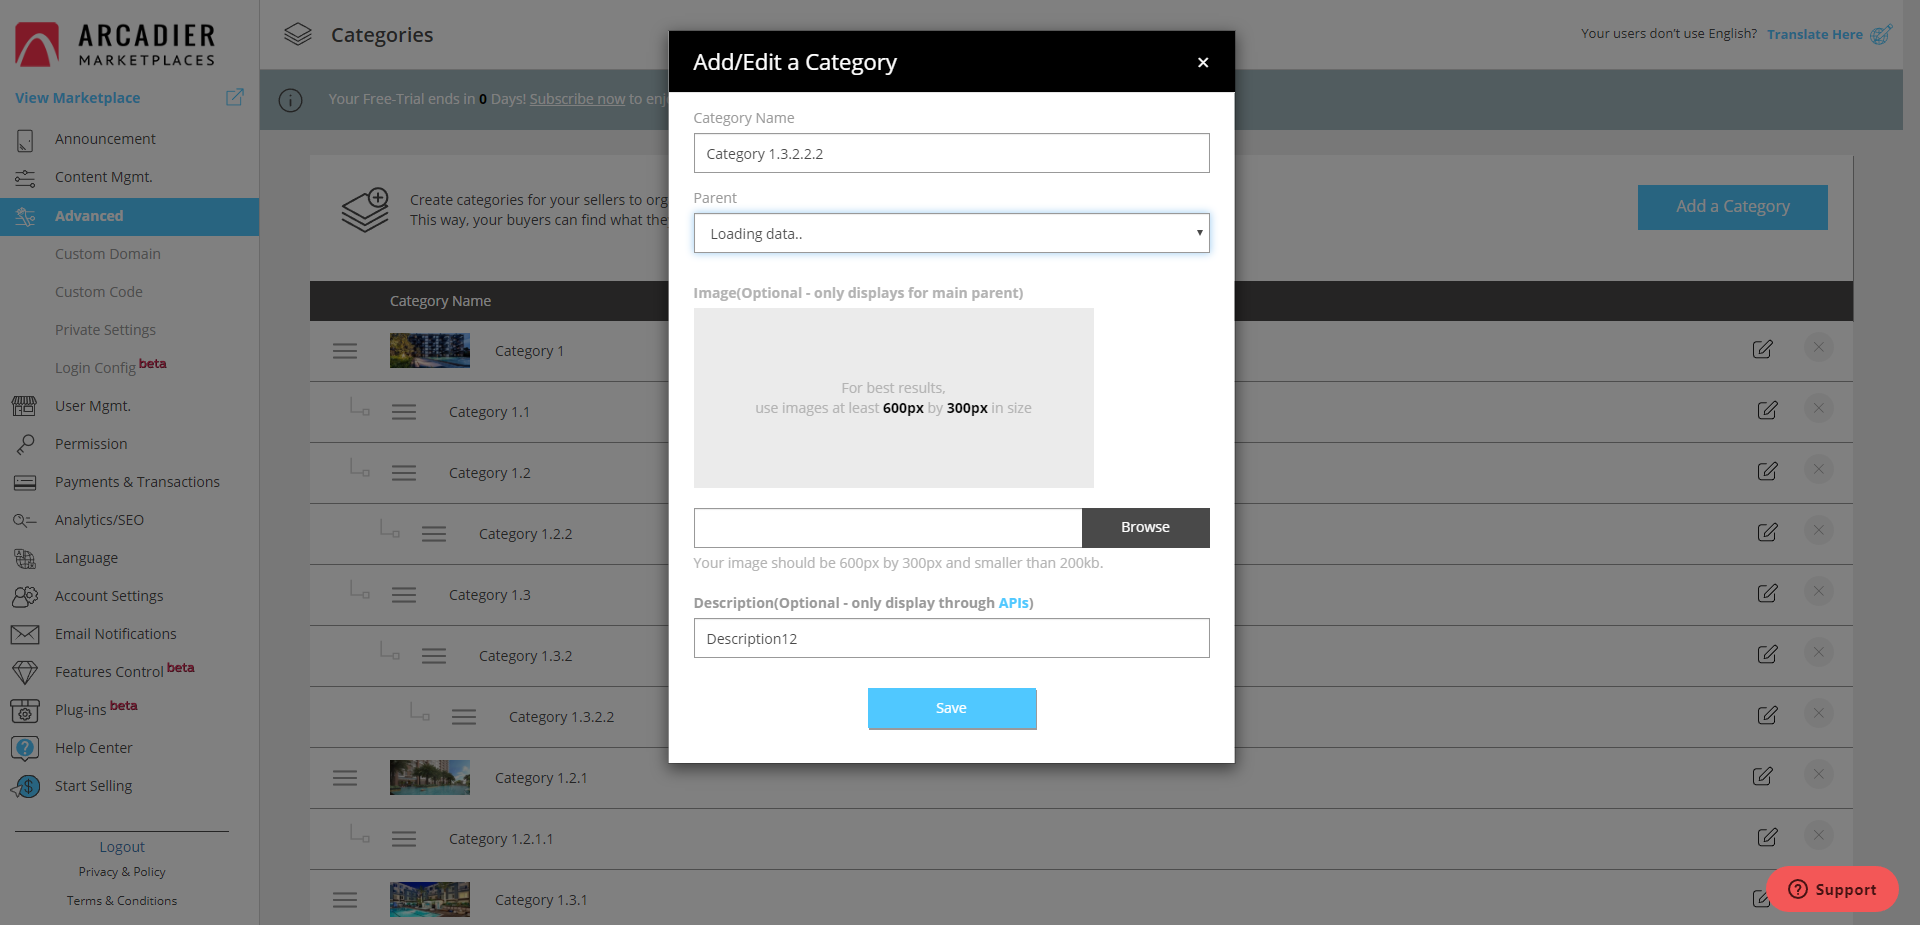 ARCADIER
MARKETPLACES
View Marketplace
Announcement
Content Mgmt.
Advanced
Custom Domain
Custom Code
Private Settings
Login Config beta
User Mgmt.
Permission
Payments & Transactions
Analytics/SEO
Language
Account Settings
Email Notifications
Features Control beta
Plug-ins beta
Help Center
Start Selling
Logout
Privacy & Policy
Terms & Conditions
Categories
Your users don't use English? Translate Here
Your Free-Trial ends in 0 Days! Subscribe now to enj
Create categories for your sellers to org
This way, your buyers can find what the
Add a Category
Category Name
Category 1
Category 1.1
Category 1.2
Category 1.2.2
Category 1.3
Category 1.3.2
Category 1.3.2.2
Category 1.2.1
Category 1.2.1.1
Category 1.3.1
Add/Edit a Category
Category Name
Category 1.3.2.2.2
Parent
Loading data..
Image(Optional - only displays for main parent)
For best results,
use images at least 600px by 300px in size
Browse
Your image should be 600px by 300px and smaller than 200kb.
Description(Optional - only display through APIs)
Description12
Save
Support